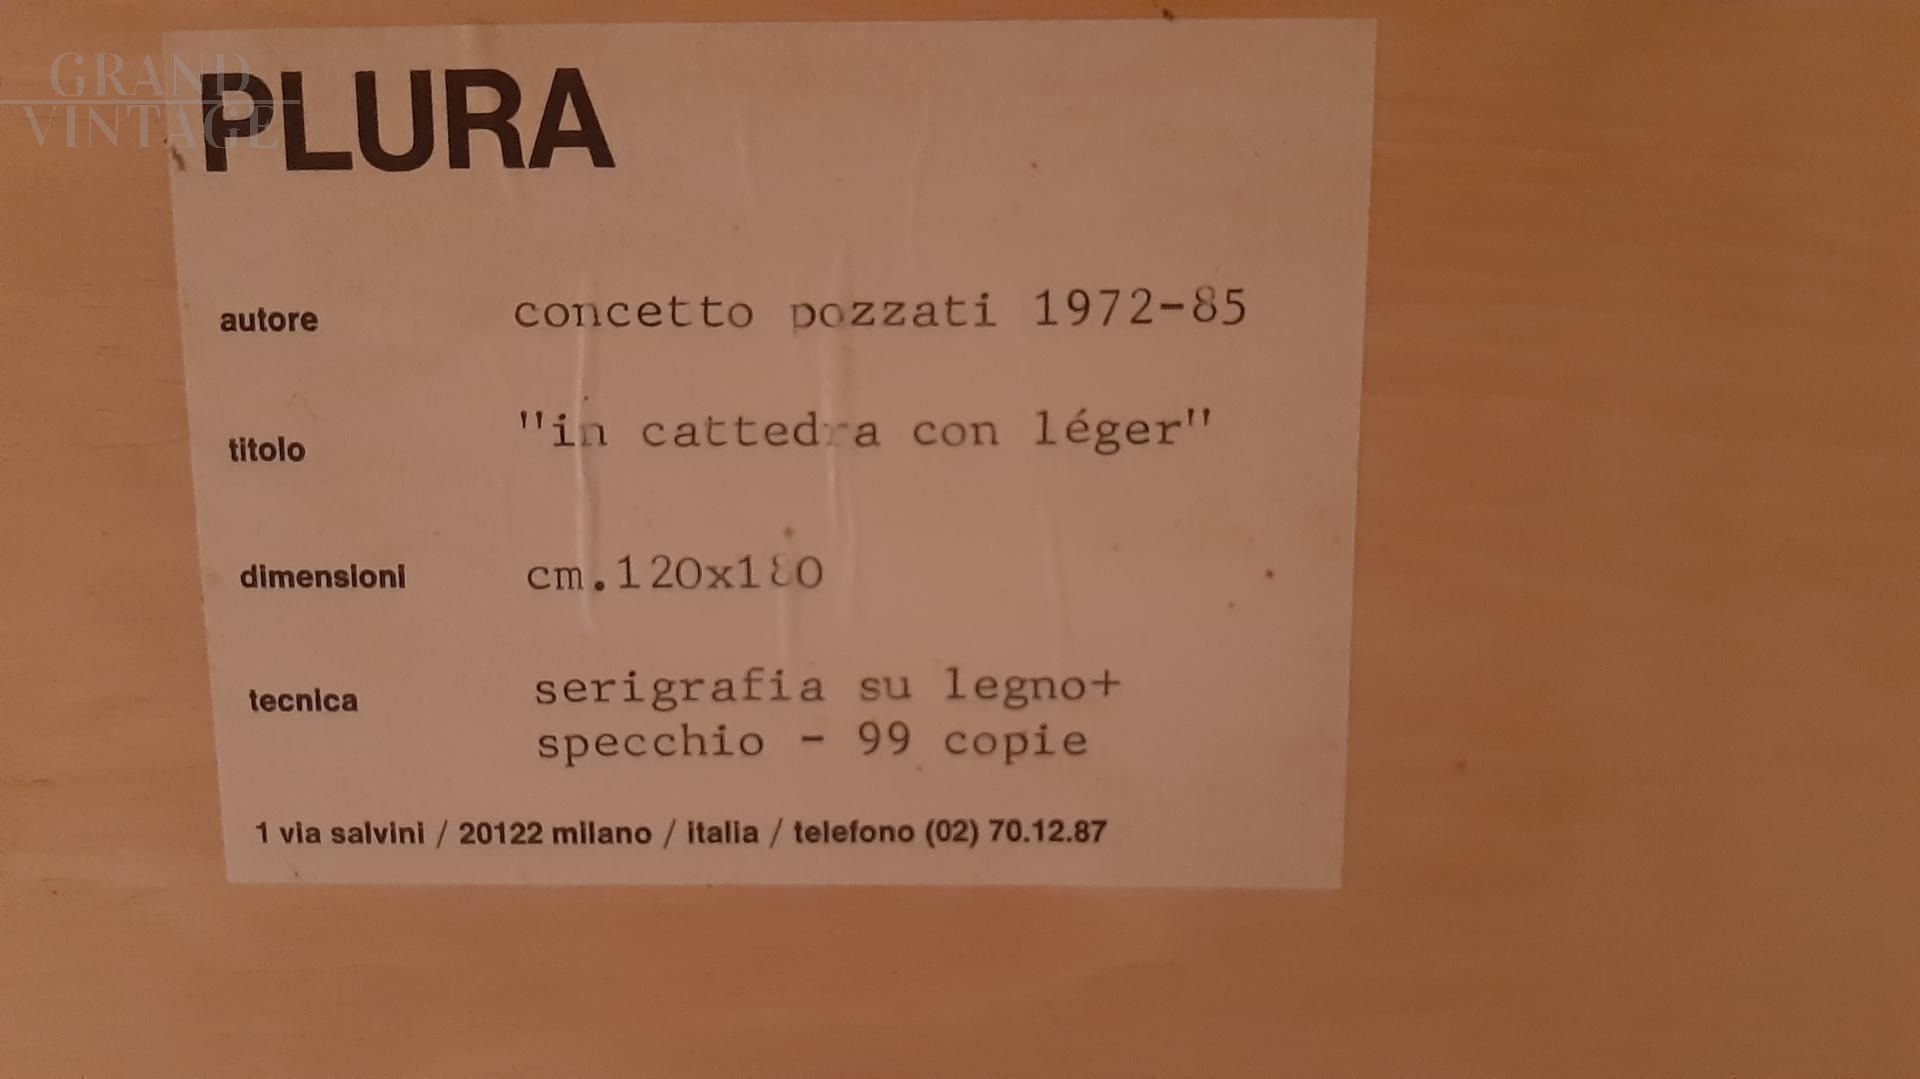 GRAND
VINTAGE
PLURA
autore concetto pozzati 1972-85
titolo "in cattedra con léger"
dimensioni cm.120x180
tecnica serigrafia su legno+
specchio - 99 copie
1 via salvini / 20122 milano / italia / telefono (02) 70.12.87